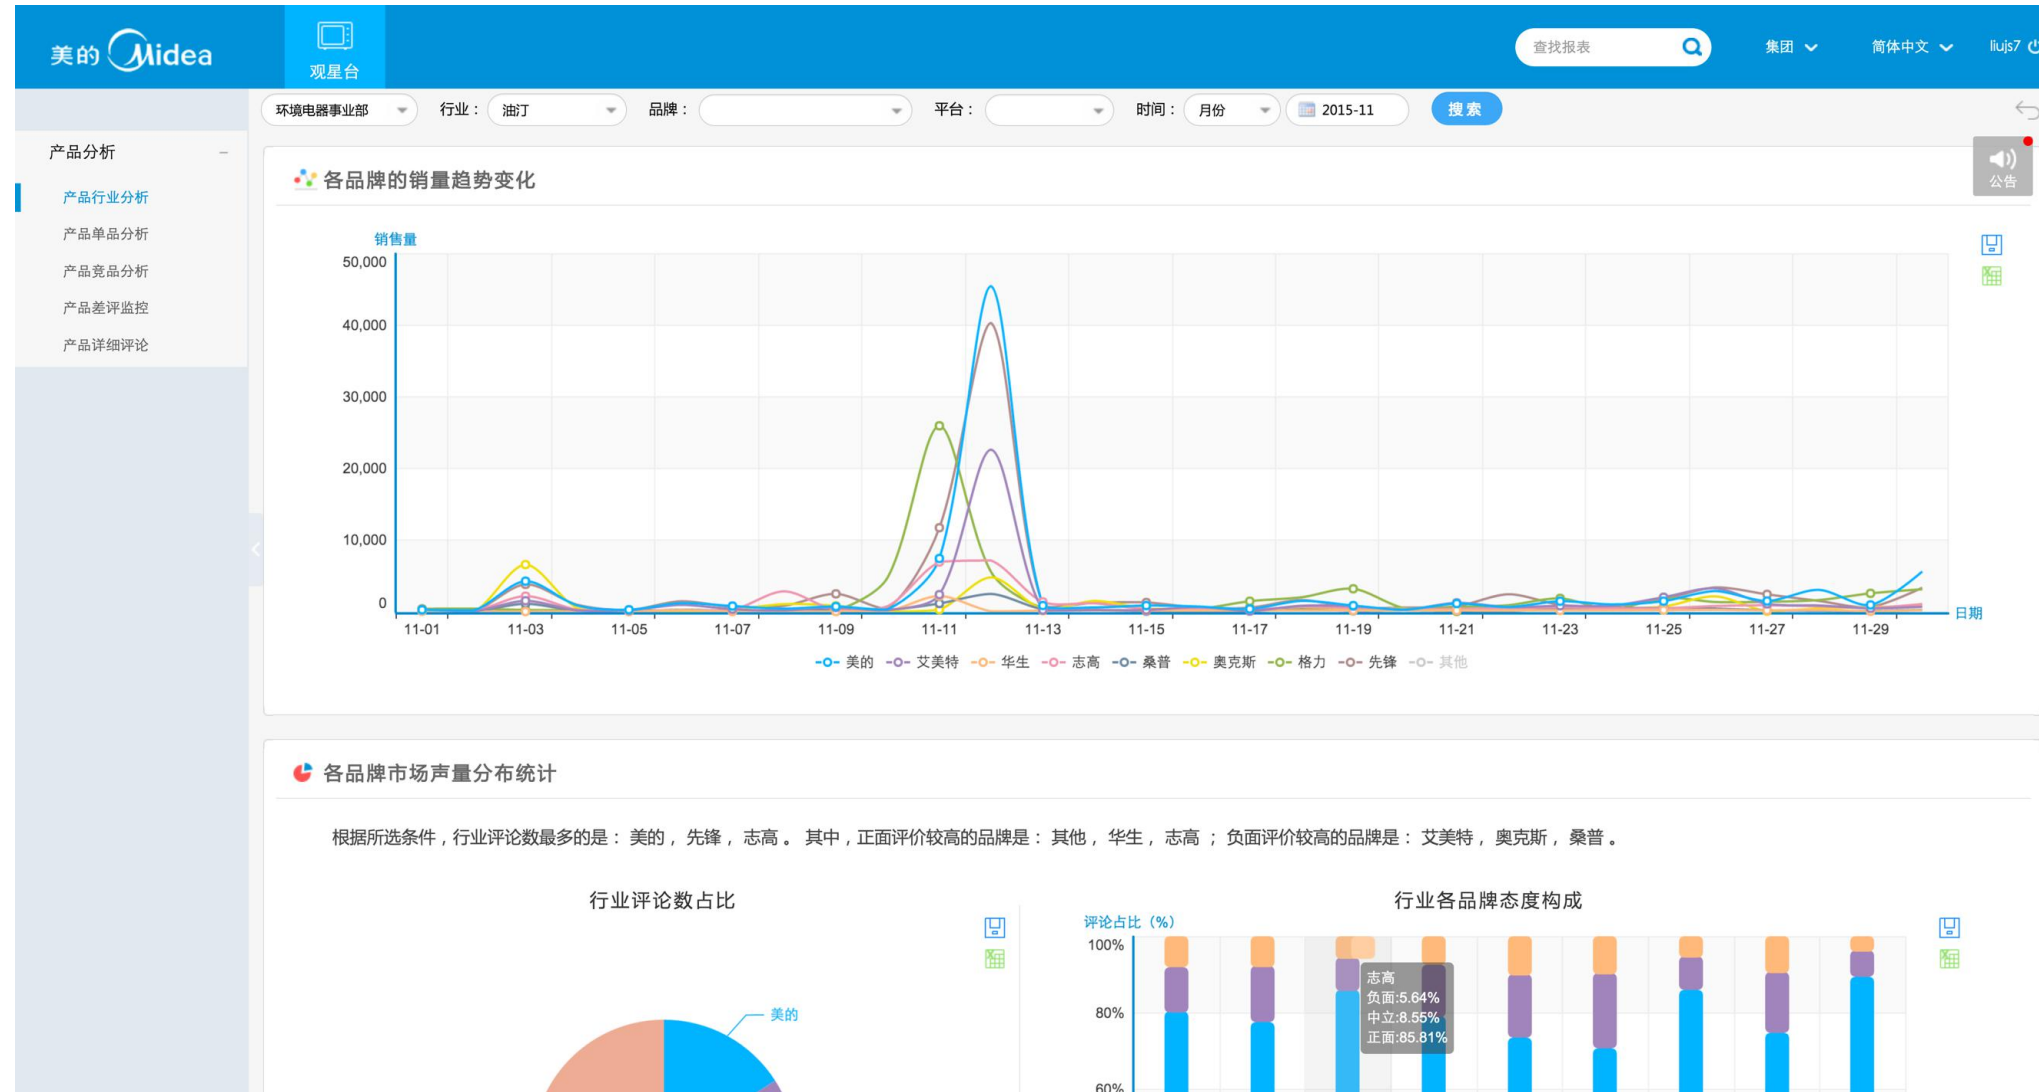 美的 Midea
观星台
查找报表
集团
简体中文
liujs7
环境电器事业部
行业：
油汀
品牌：
平台：
时间：
月份
2015-11
搜索
产品分析
产品行业分析
产品单品分析
产品竞品分析
产品差评监控
产品详细评论
公告
各品牌的销量趋势变化
销售量
50,000
40,000
30,000
20,000
10,000
0
11-01 11-03 11-05 11-07 11-09 11-11 11-13 11-15 11-17 11-19 11-21 11-23 11-25 11-27 11-29
日期
美的 艾美特 华生 志高 桑普 奥克斯 格力 先锋 其他
各品牌市场声量分布统计
根据所选条件，行业评论数最多的是：美的，先锋，志高。其中，正面评价较高的品牌是：其他，华生，志高；负面评价较高的品牌是：艾美特，奥克斯，桑普。
行业评论数占比
美的
行业各品牌态度构成
评论占比（%）
100%
80%
60%
志高
负面:5.64%
中立:8.55%
正面:85.81%